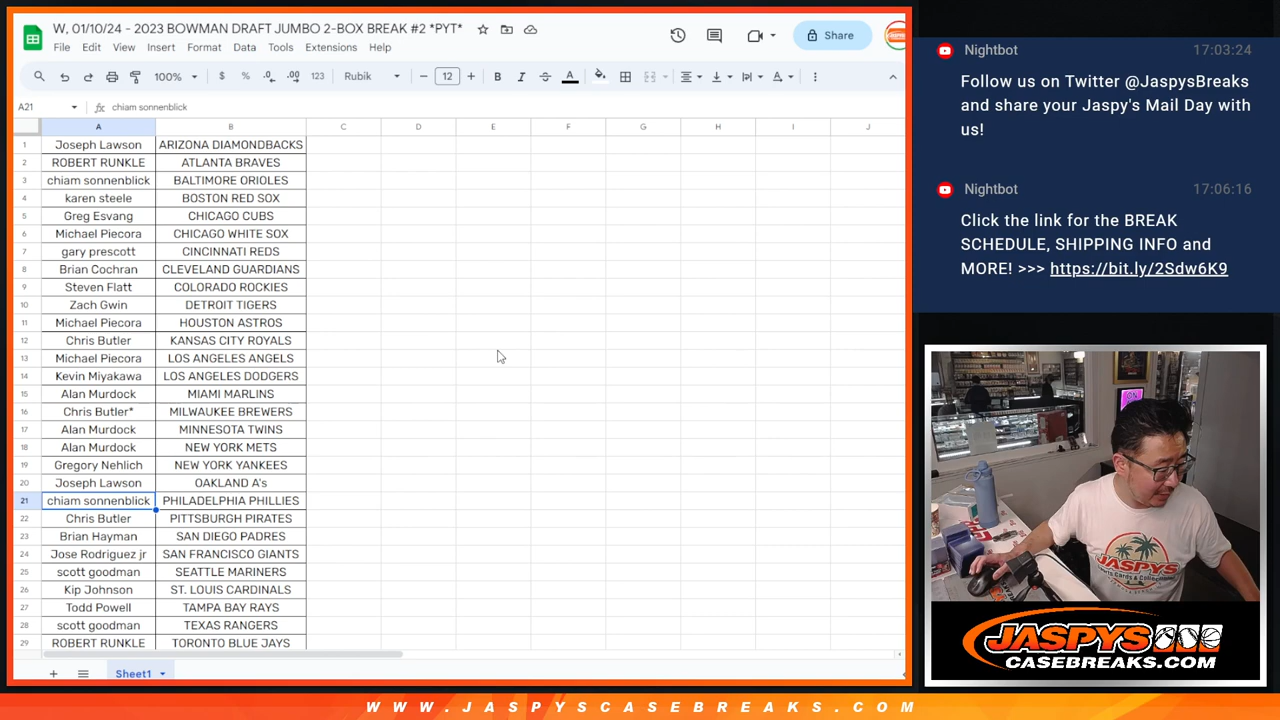 W, 01/10/24 - 2023 BOWMAN DRAFT JUMBO 2-BOX BREAK #2 *PYT*
File Edit View Insert Format Data Tools Extensions Help
Share
100% $ % .0 .00 123 Rubik 12
A21 fx chiam sonnenblick
A B C D E F G H I J
1 Joseph Lawson ARIZONA DIAMONDBACKS
2 ROBERT RUNKLE ATLANTA BRAVES
3 chiam sonnenblick BALTIMORE ORIOLES
4 karen steele BOSTON RED SOX
5 Greg Esvang CHICAGO CUBS
6 Michael Piecora CHICAGO WHITE SOX
7 gary prescott CINCINNATI REDS
8 Brian Cochran CLEVELAND GUARDIANS
9 Steven Flatt COLORADO ROCKIES
10 Zach Gwin DETROIT TIGERS
11 Michael Piecora HOUSTON ASTROS
12 Chris Butler KANSAS CITY ROYALS
13 Michael Piecora LOS ANGELES ANGELS
14 Kevin Miyakawa LOS ANGELES DODGERS
15 Alan Murdock MIAMI MARLINS
16 Chris Butler* MILWAUKEE BREWERS
17 Alan Murdock MINNESOTA TWINS
18 Alan Murdock NEW YORK METS
19 Gregory Nehlich NEW YORK YANKEES
20 Joseph Lawson OAKLAND A's
21 chiam sonnenblick PHILADELPHIA PHILLIES
22 Chris Butler PITTSBURGH PIRATES
23 Brian Hayman SAN DIEGO PADRES
24 Jose Rodriguez jr SAN FRANCISCO GIANTS
25 scott goodman SEATTLE MARINERS
26 Kip Johnson ST. LOUIS CARDINALS
27 Todd Powell TAMPA BAY RAYS
28 scott goodman TEXAS RANGERS
29 ROBERT RUNKLE TORONTO BLUE JAYS
Sheet1
Nightbot 17:03:24
Follow us on Twitter @JaspysBreaks
and share your Jaspy's Mail Day with
us!
Nightbot 17:06:16
Click the link for the BREAK
SCHEDULE, SHIPPING INFO and
MORE! >>> https://bit.ly/2Sdw6K9
JASPYS
JASPYS
CASEBREAKS.COM
WWW.JASPYSCASEBREAKS.COM